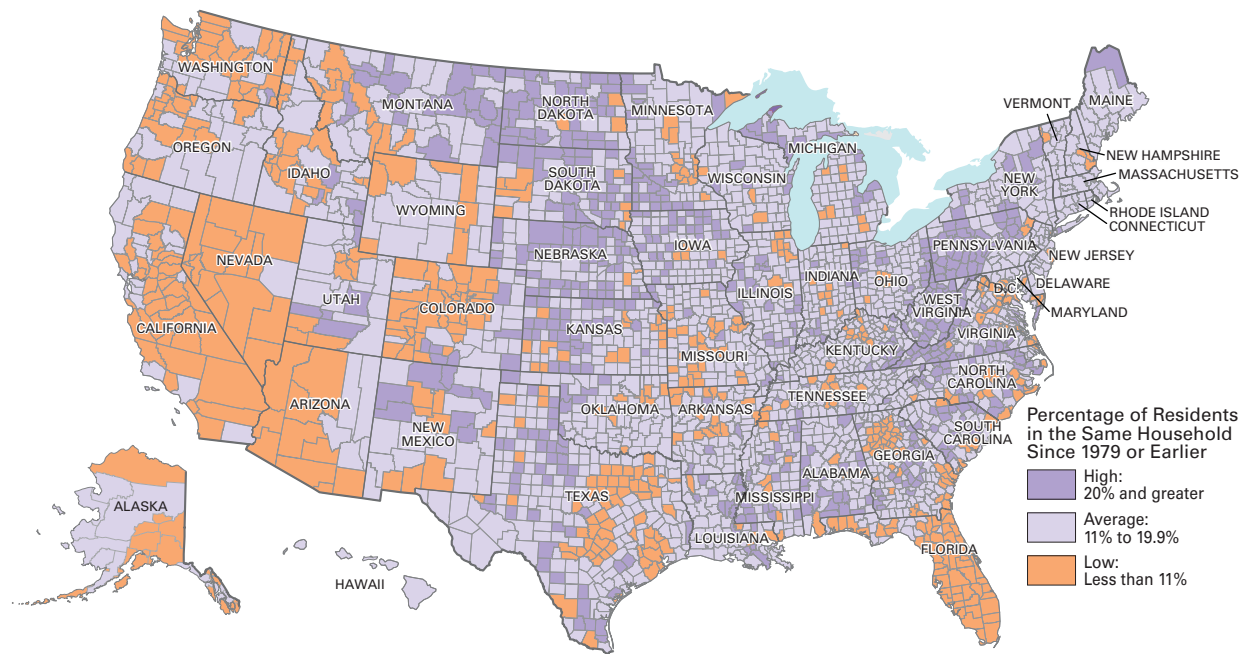 WASHINGTON
OREGON
IDAHO
MONTANA
NORTH
DAKOTA
MINNESOTA
SOUTH
DAKOTA
WISCONSIN
MICHIGAN
VERMONT
MAINE
NEW HAMPSHIRE
MASSACHUSETTS
NEW
YORK
RHODE ISLAND
CONNECTICUT
WYOMING
NEVADA
UTAH
COLORADO
CALIFORNIA
NEBRASKA
IOWA
KANSAS
ILLINOIS
INDIANA
OHIO
PENNSYLVANIA
NEW JERSEY
D.C.
DELAWARE
MARYLAND
WEST
VIRGINIA
VIRGINIA
MISSOURI
KENTUCKY
NORTH
CAROLINA
TENNESSEE
ARIZONA
NEW
MEXICO
OKLAHOMA
ARKANSAS
SOUTH
CAROLINA
GEORGIA
ALABAMA
MISSISSIPPI
TEXAS
LOUISIANA
FLORIDA
ALASKA
HAWAII
Percentage of Residents
in the Same Household
Since 1979 or Earlier
High:
20% and greater
Average:
11% to 19.9%
Low:
Less than 11%